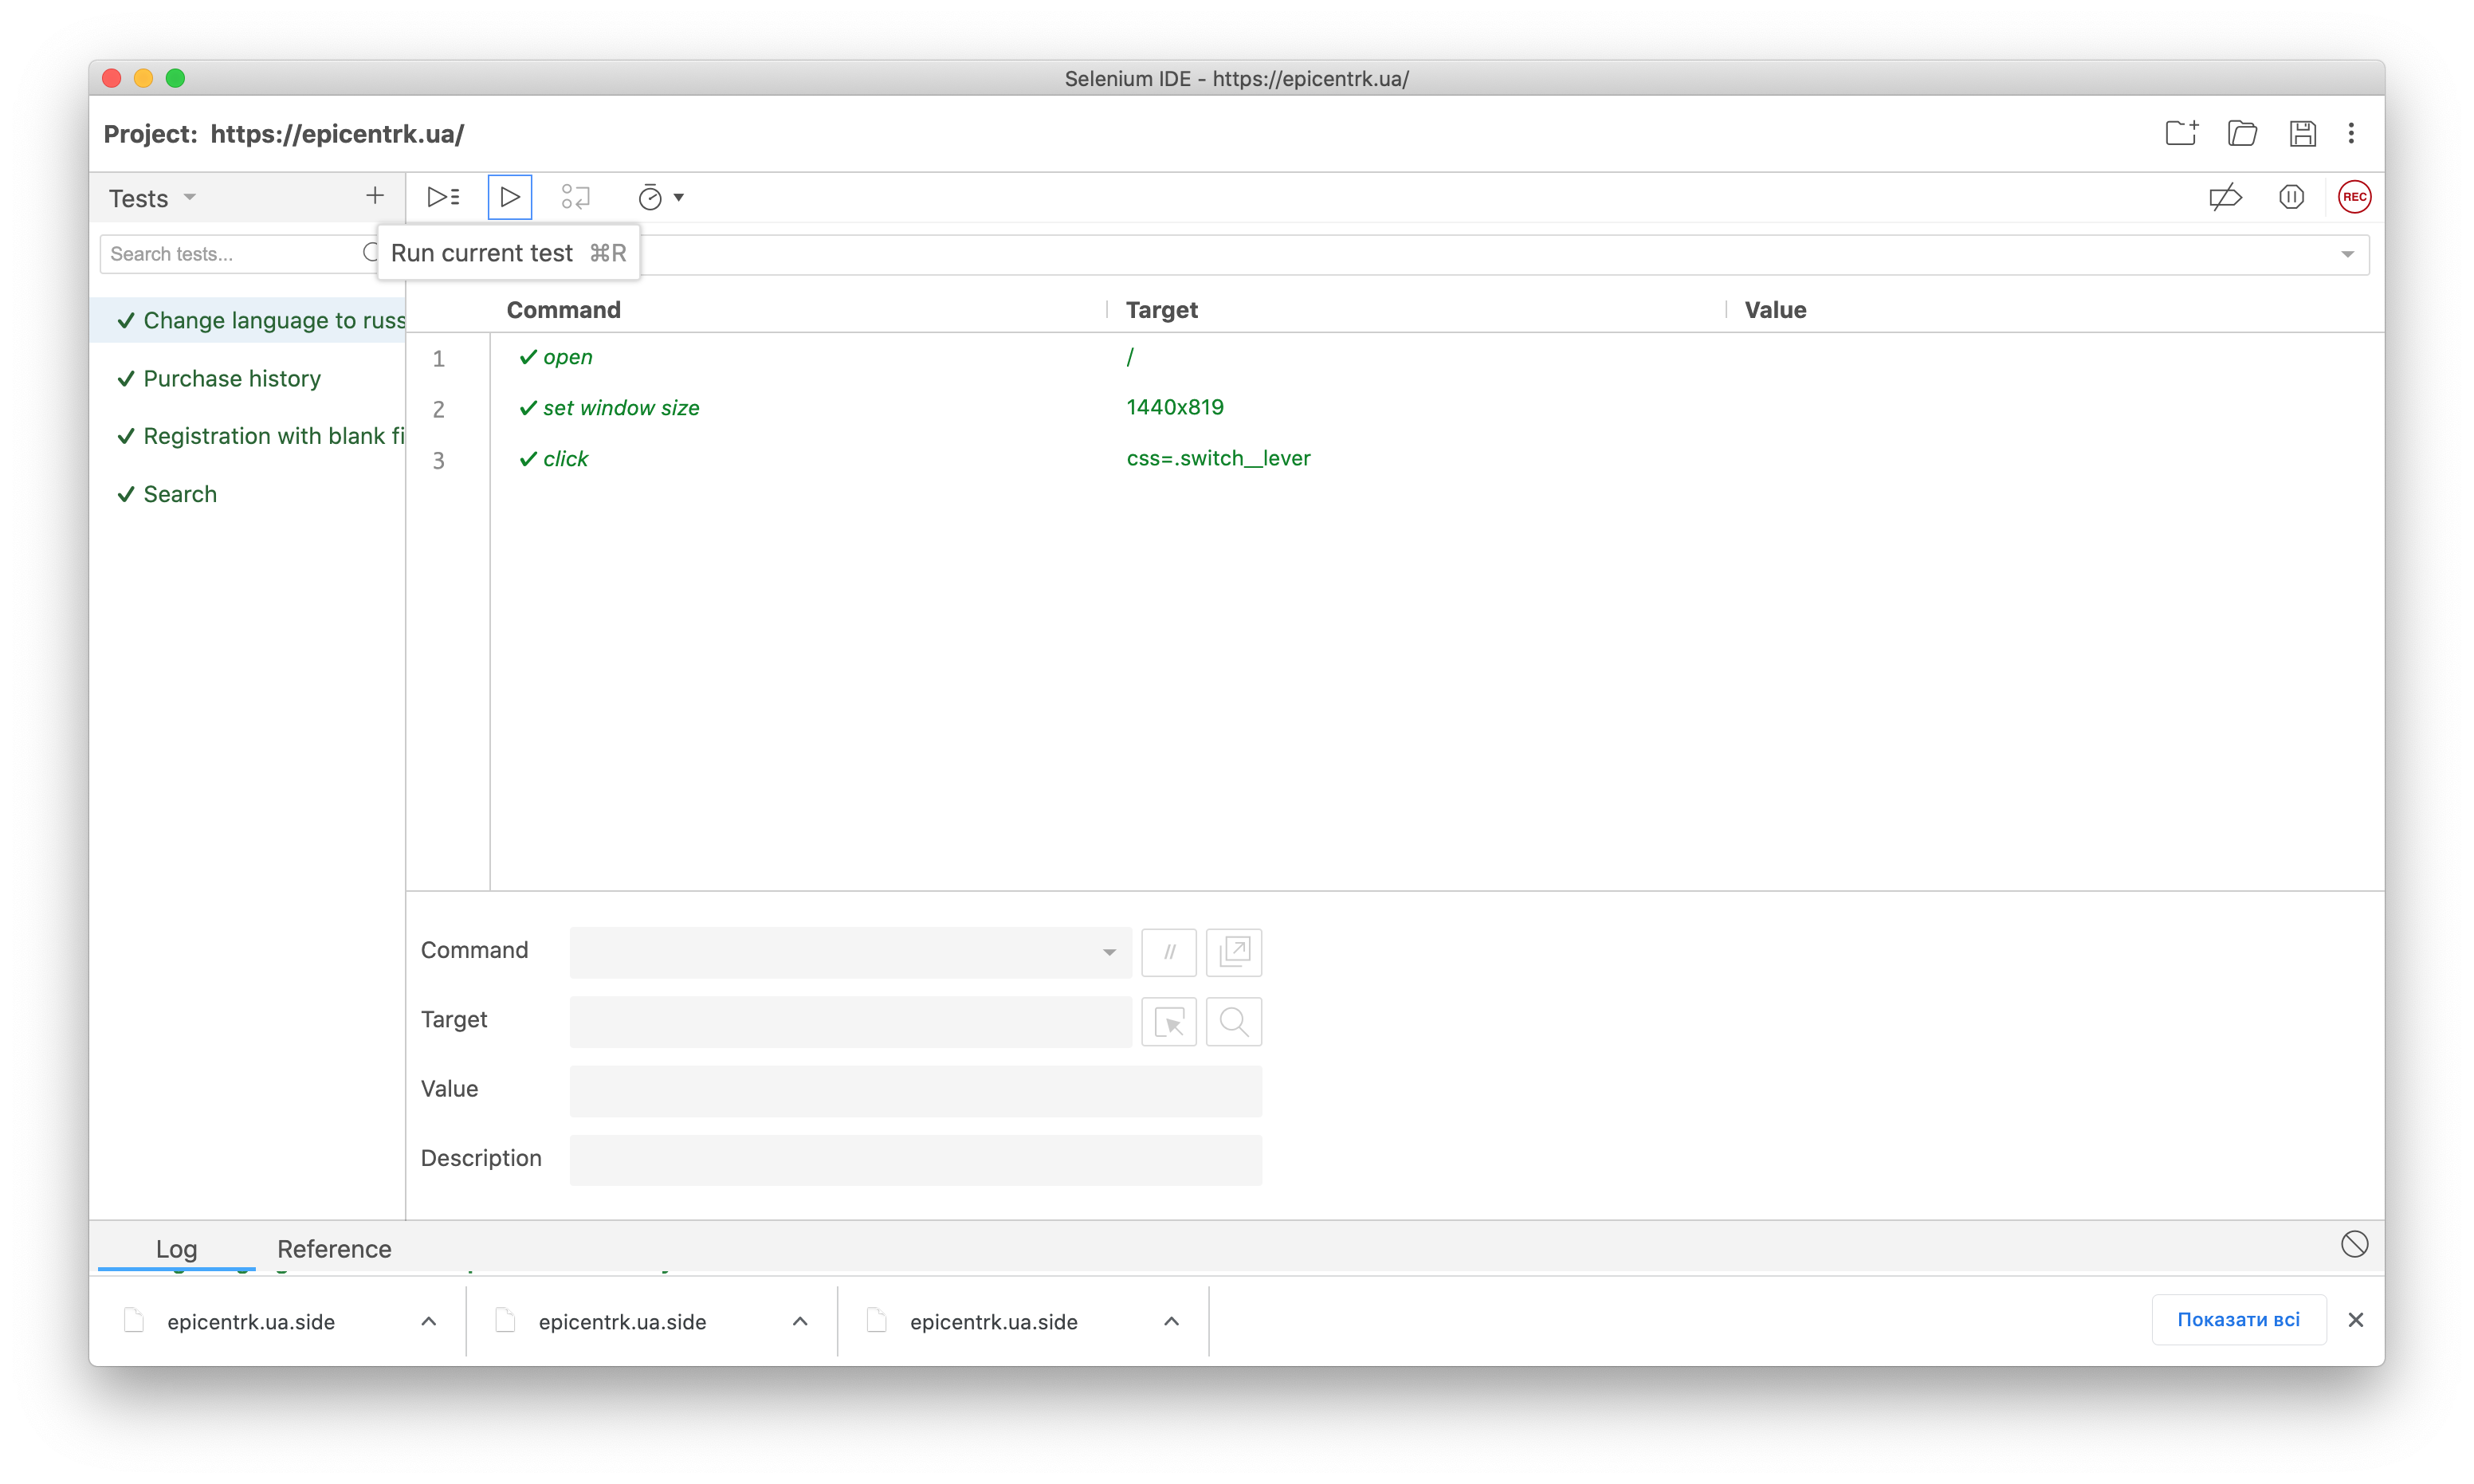 Selenium IDE - https://epicentrk.ua/
Project: https://epicentrk.ua/
Tests
REC
Search tests...
Run current test ⌘R
Command Target Value
Change language to russ
Purchase history
Registration with blank fi
Search
1 open /
2 set window size 1440x819
3 click css=.switch__lever
Command //
Target
Value
Description
Log Reference
epicentrk.ua.side epicentrk.ua.side epicentrk.ua.side Показати всі